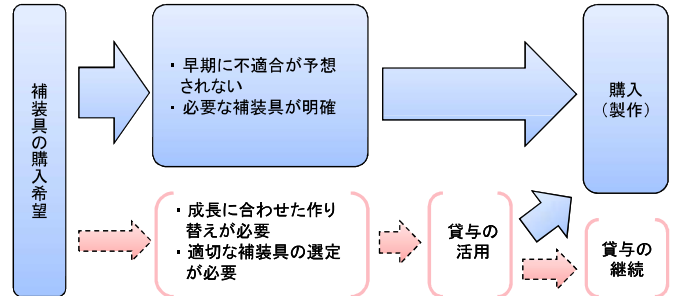 補装具の購入希望
・ 早期に不適合が予想
されない
・ 必要な補装具が明確
購入
(製作)
・ 成長に合わせた作り
替えが必要
・ 適切な補装具の選定
が必要
貸与の
活用
貸与の
継続